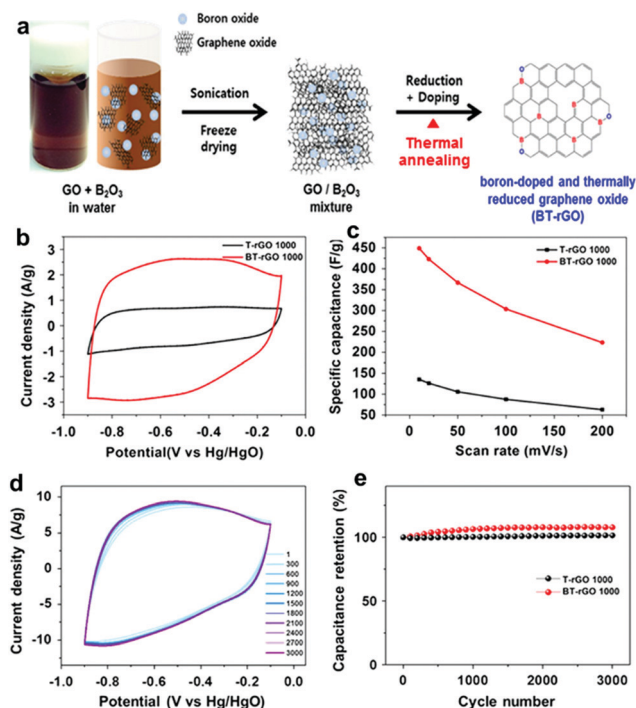 a
Boron oxide
Graphene oxide
Sonication
Freeze
drying
Reduction
+ Doping
Thermal
annealing
GO + B₂O₃
in water
GO / B₂O₃
mixture
boron-doped and thermally
reduced graphene oxide
(BT-rGO)
B
O
b
T-rGO 1000
BT-rGO 1000
Current density (A/g)
3
2
1
0
-1
-2
-3
-1.0 -0.8 -0.6 -0.4 -0.2 0.0
Potential(V vs Hg/HgO)
c
T-rGO 1000
BT-rGO 1000
Specific capacitance (F/g)
450
400
350
300
250
200
150
100
50
0 50 100 150 200
Scan rate (mV/s)
d
Current density (A/g)
10
5
0
-5
-10
1
300
600
900
1200
1500
1800
2100
2400
2700
3000
-1.0 -0.8 -0.6 -0.4 -0.2 0.0
Potential (V vs Hg/HgO)
e
Capacitance retention (%)
100
50
0
T-rGO 1000
BT-rGO 1000
0 1000 2000 3000
Cycle number